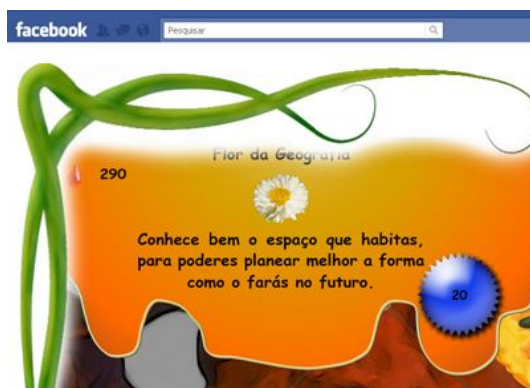 facebook
Pesquisar
Flor da Geografia
290
Conhece bem o espaço que habitas,
para poderes planear melhor a forma
como o farás no futuro.
20